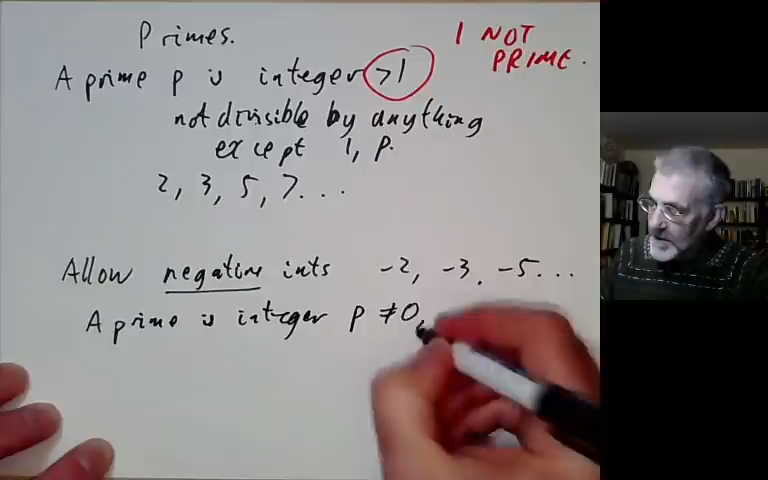 Primes.
1 NOT
PRIME.
A prime p is integer >1
not divisible by anything
except 1, p.
2, 3, 5, 7...
Allow negative ints -2, -3. -5...
A prime is integer p ≠0,